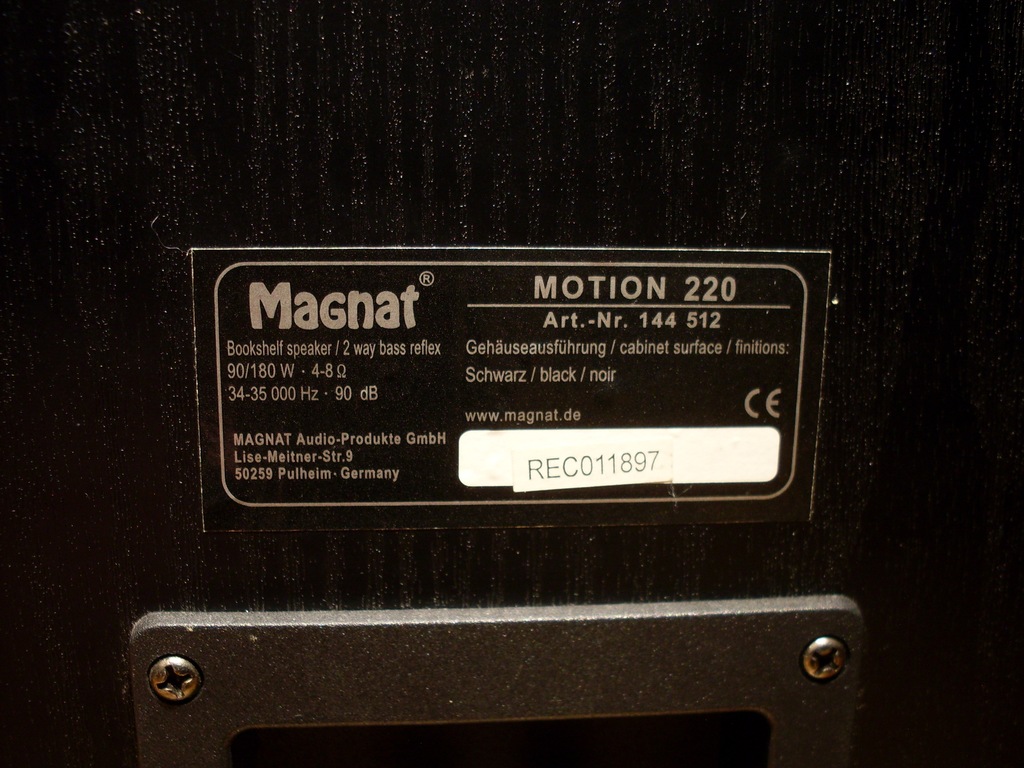 Magnat®
Bookshelf speaker / 2 way bass reflex
90/180 W · 4-8 Ω
34-35 000 Hz · 90 dB
MAGNAT Audio-Produkte GmbH
Lise-Meitner-Str.9
50259 Pulheim · Germany
MOTION 220
Art.-Nr. 144 512
Gehäuseausführung / cabinet surface / finitions:
Schwarz / black / noir
CE
www.magnat.de
REC011897